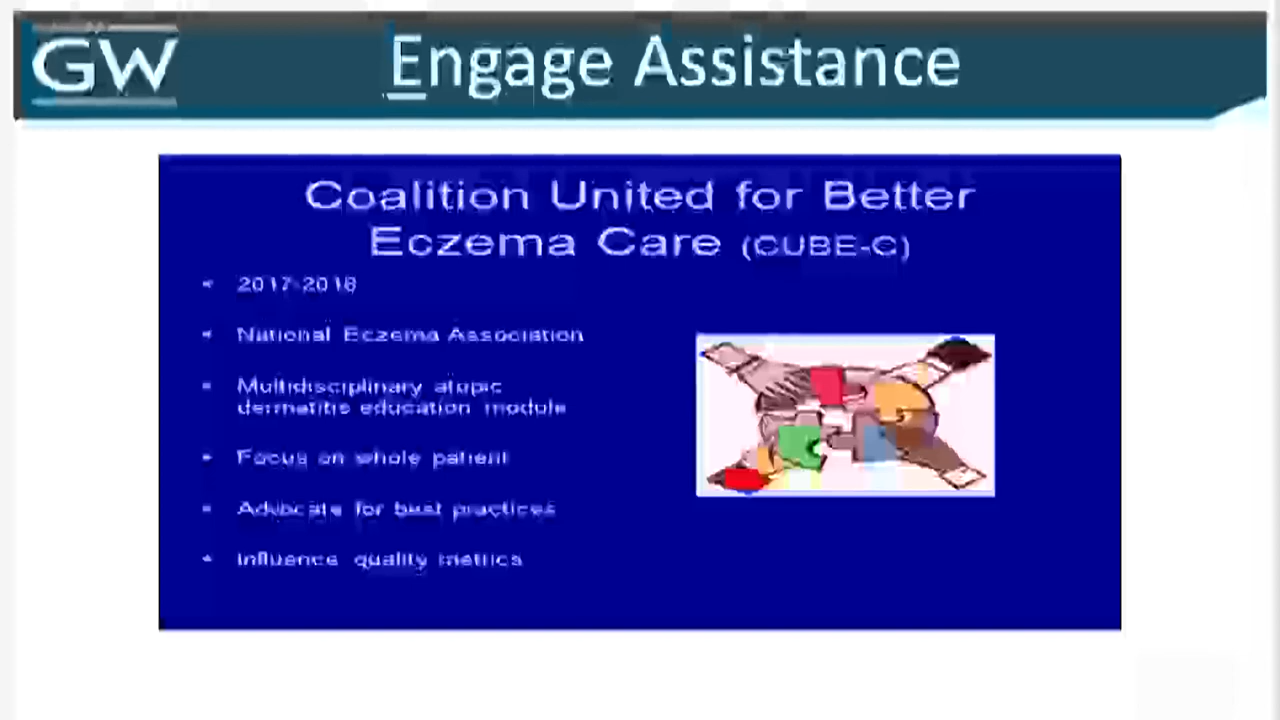 GW
Engage Assistance
Coalition United for Better
Eczema Care (CUBE-C)
• 2017-2018
• National Eczema Association
• Multidisciplinary atopic
dermatitis education module
• Focus on whole patient
• Advocate for best practices
• Influence quality metrics